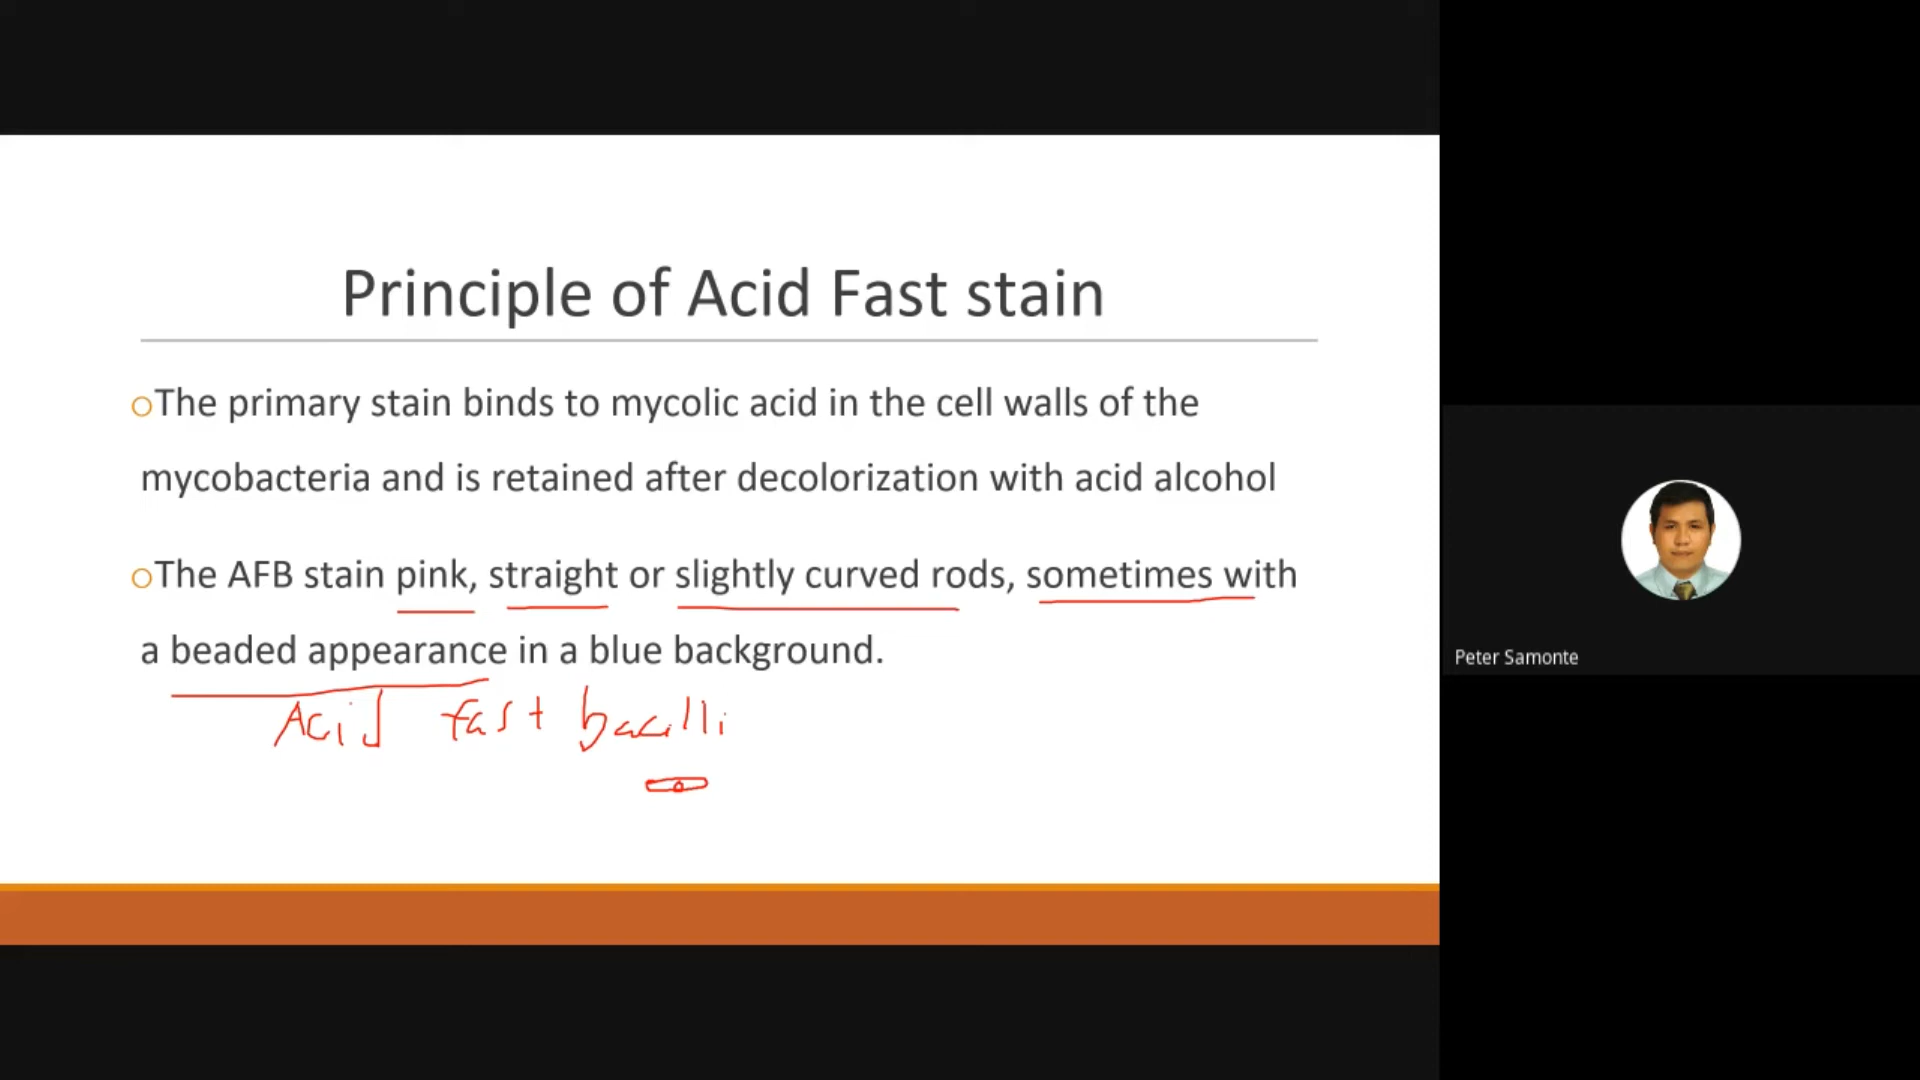 Principle of Acid Fast stain
oThe primary stain binds to mycolic acid in the cell walls of the
mycobacteria and is retained after decolorization with acid alcohol
oThe AFB stain pink, straight or slightly curved rods, sometimes with
a beaded appearance in a blue background.
Acid fast bacilli
Peter Samonte